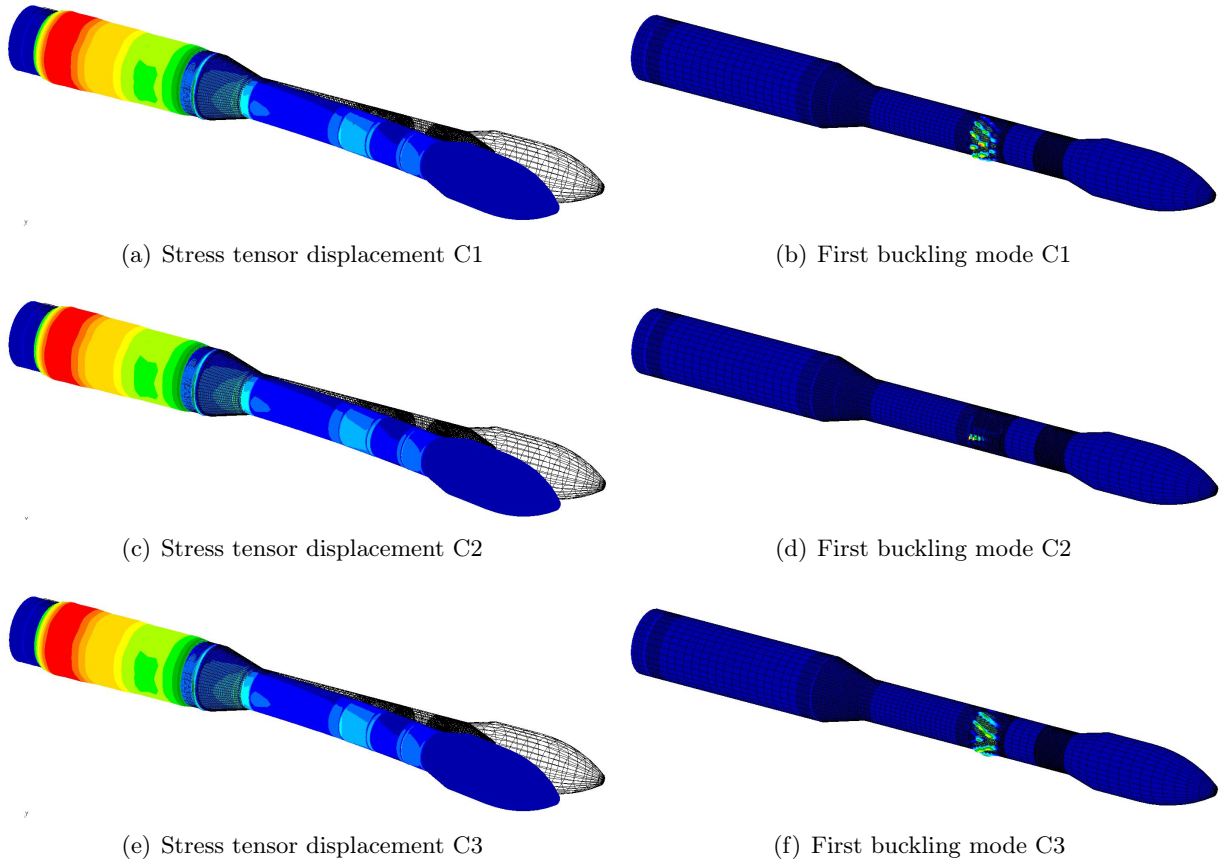 y
(a) Stress tensor displacement C1
(b) First buckling mode C1
(c) Stress tensor displacement C2
(d) First buckling mode C2
y
(e) Stress tensor displacement C3
(f) First buckling mode C3